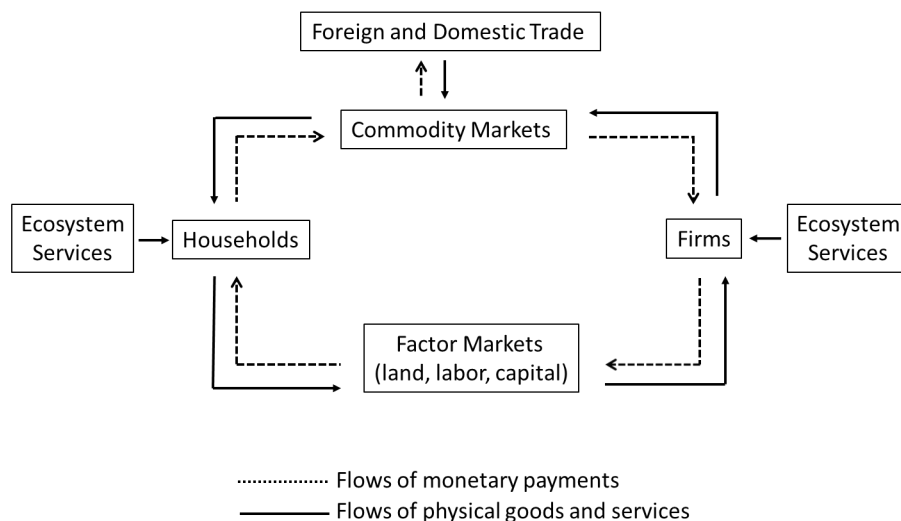 Foreign and Domestic Trade
Commodity Markets
Ecosystem
Services
Households
Firms
Ecosystem
Services
Factor Markets
(land, labor, capital)
Flows of monetary payments
Flows of physical goods and services